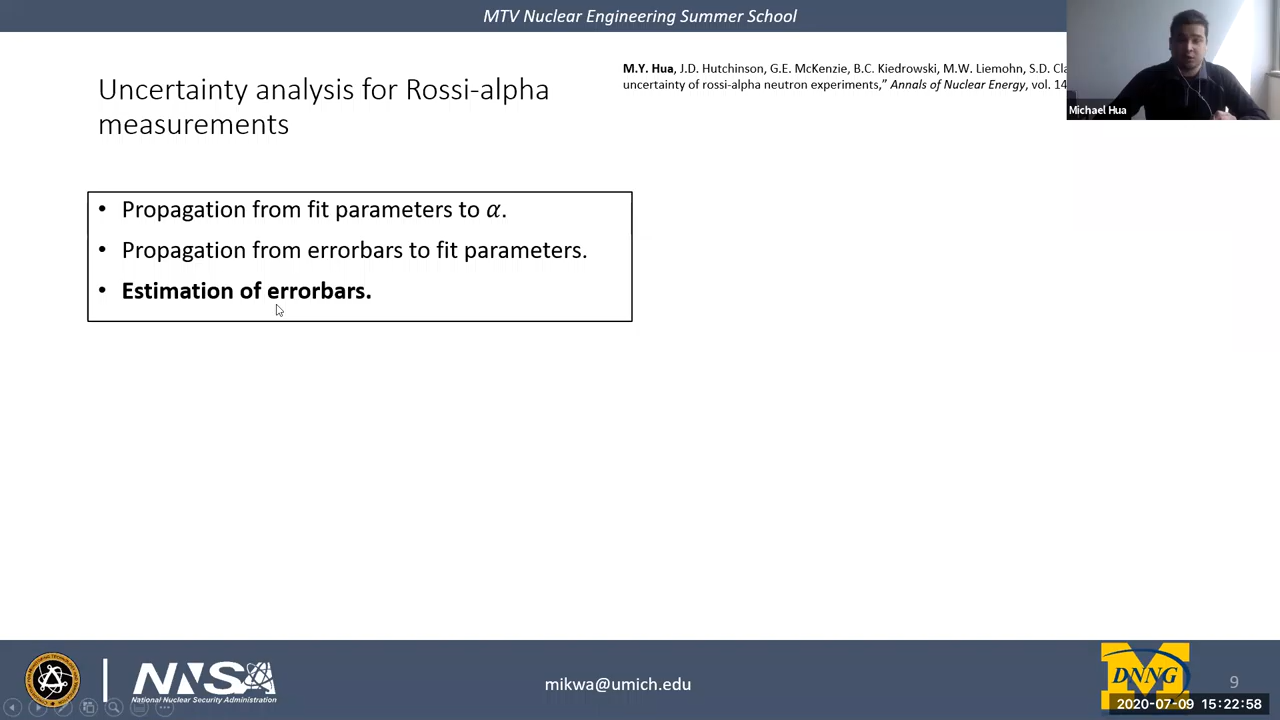 MTV Nuclear Engineering Summer School
Uncertainty analysis for Rossi-alpha
measurements
M.Y. Hua, J.D. Hutchinson, G.E. McKenzie, B.C. Kiedrowski, M.W. Liemohn, S.D. Cla
uncertainty of rossi-alpha neutron experiments,” Annals of Nuclear Energy, vol. 14
Michael Hua
• Propagation from fit parameters to α.
• Propagation from errorbars to fit parameters.
• Estimation of errorbars.
NNSA
National Nuclear Security Administration
mikwa@umich.edu
DNNG
9
2020-07-09 15:22:58